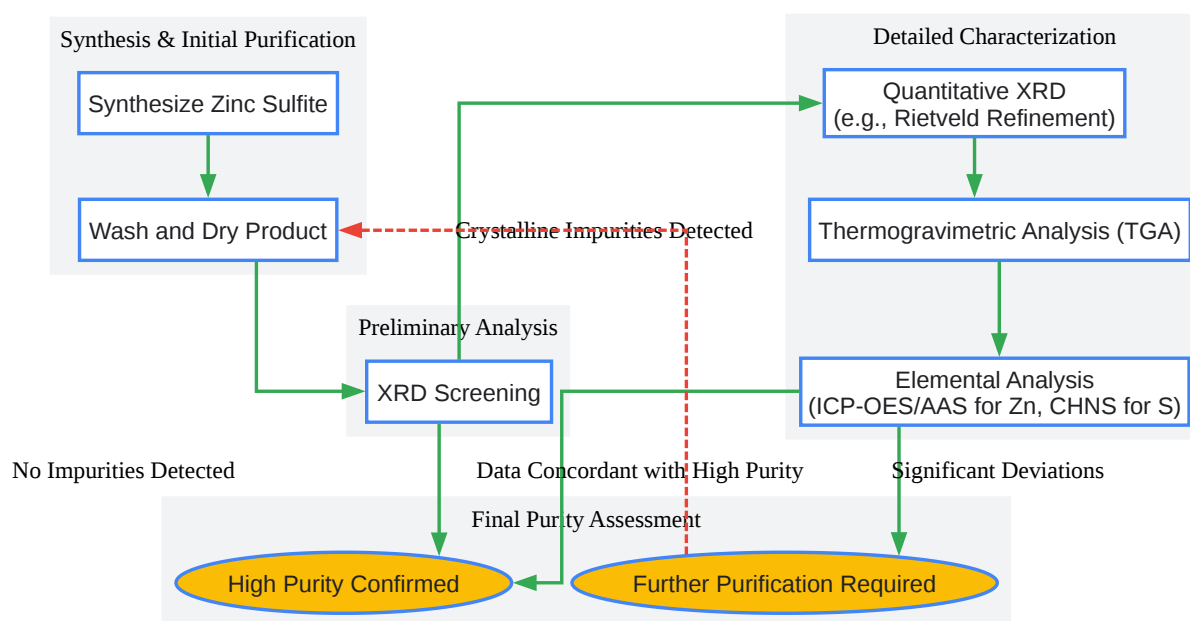 Synthesis & Initial Purification
Detailed Characterization
Synthesize Zinc Sulfite
Quantitative XRD
(e.g., Rietveld Refinement)
Wash and Dry Product
Crystalline Impurities Detected
Thermogravimetric Analysis (TGA)
Preliminary Analysis
XRD Screening
Elemental Analysis
(ICP-OES/AAS for Zn, CHNS for S)
No Impurities Detected
Data Concordant with High Purity
Significant Deviations
Final Purity Assessment
High Purity Confirmed
Further Purification Required